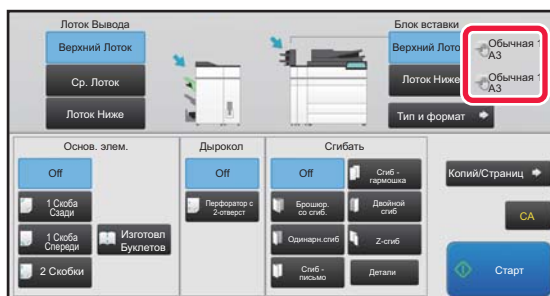 Лоток Вывода
Блок вставки
Верхний Лоток
Ср. Лоток
Лоток Ниже
Верхний Лоток
Обычная 1
A3
Лоток Ниже
Обычная 1
A3
Тип и формат
Основ. элем.
Дырокол
Сгибать
Off
1 Скоба
Сзади
1 Скоба
Спереди
2 Скобки
Изготовл
Буклетов
Off
Перфоратор с
2-отверст
Off
Сгиб -
гармошка
Брошюр.
со сгиб.
Двойной
сгиб
Одинарн.сгиб
Z-сгиб
Сгиб -
письмо
Детали
Копий/Страниц
CA
Старт